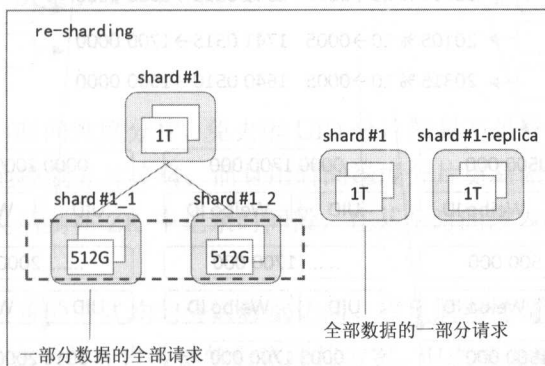 re-sharding
shard #1
1T
shard #1_1
shard #1_2
512G
512G
shard #1
shard #1-replica
1T
1T
全部数据的一部分请求
一部分数据的全部请求